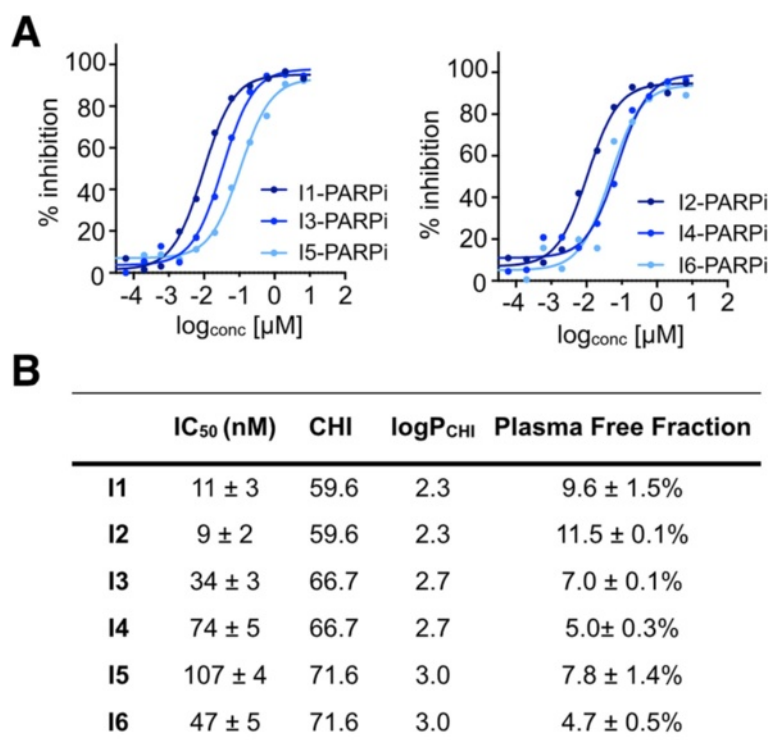 A
100
80
60
40
20
0
% inhibition
-4 -3 -2 -1 0 1 2
log_conc [µM]
I1-PARPi
I3-PARPi
I5-PARPi
100
80
60
40
20
0
% inhibition
-4 -3 -2 -1 0 1 2
log_conc [µM]
I2-PARPi
I4-PARPi
I6-PARPi
B
IC₅₀ (nM) CHI logP_CHI Plasma Free Fraction
I1 11 ± 3 59.6 2.3 9.6 ± 1.5%
I2 9 ± 2 59.6 2.3 11.5 ± 0.1%
I3 34 ± 3 66.7 2.7 7.0 ± 0.1%
I4 74 ± 5 66.7 2.7 5.0± 0.3%
I5 107 ± 4 71.6 3.0 7.8 ± 1.4%
I6 47 ± 5 71.6 3.0 4.7 ± 0.5%